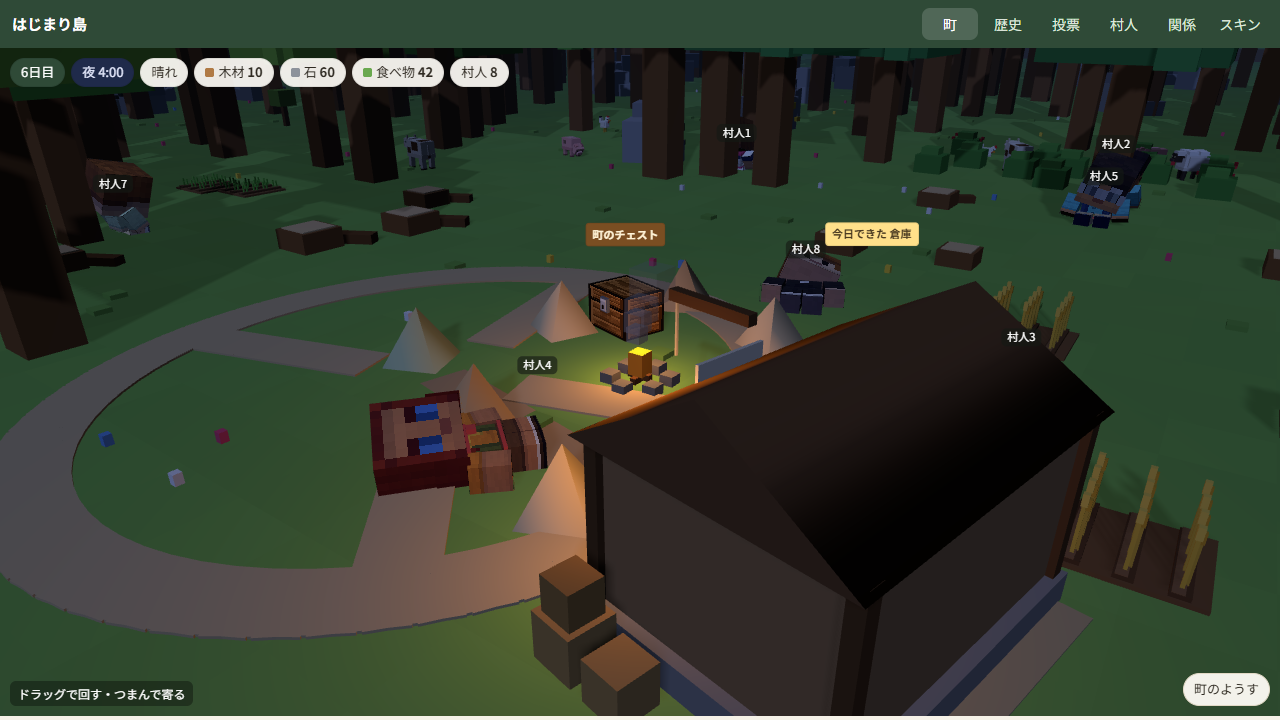 はじまり島
町
歴史
投票
村人
関係
スキン
6日目
夜 4:00
晴れ
木材 10
石 60
食べ物 42
村人 8
村人1
村人2
村人7
村人5
町のチェスト
今日できた 倉庫
村人8
村人3
村人4
ドラッグで回す・つまんで寄る
町のようす